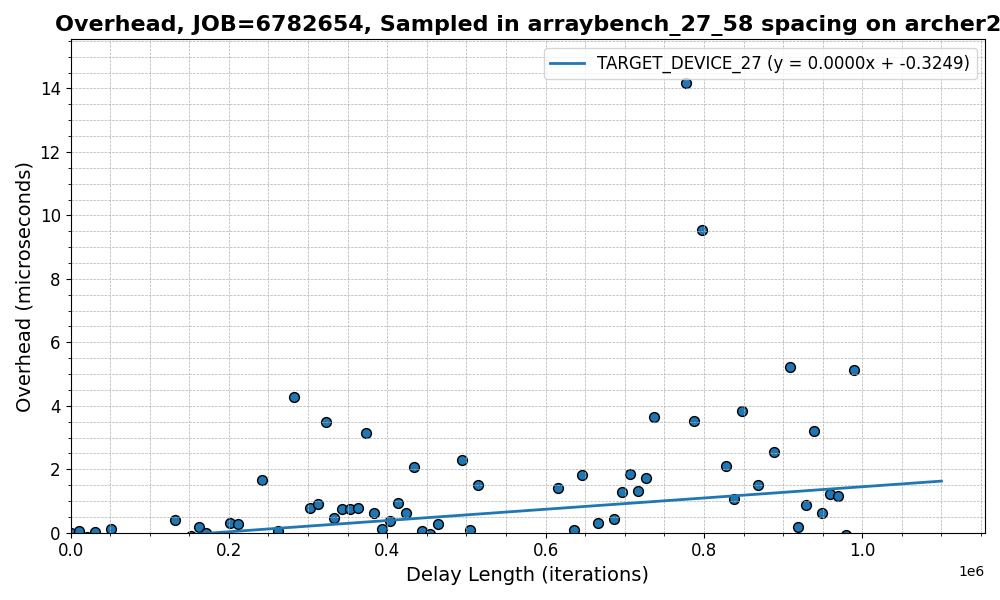 Overhead, JOB=6782654, Sampled in arraybench_27_58 spacing on archer2
TARGET_DEVICE_27 (y = 0.0000x + -0.3249)
14
12
10
8
6
4
2
0
Overhead (microseconds)
0.0 0.2 0.4 0.6 0.8 1.0
1e6
Delay Length (iterations)